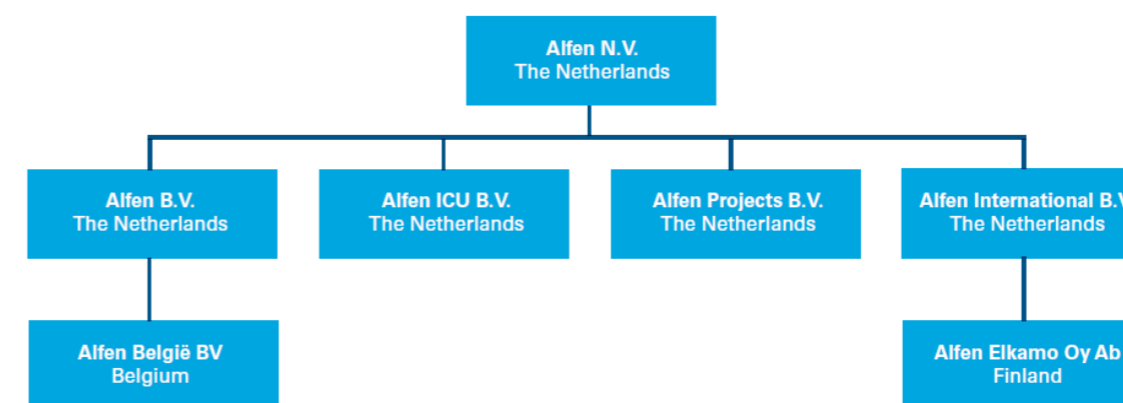 Alfen N.V.
The Netherlands
Alfen B.V.
The Netherlands
Alfen ICU B.V.
The Netherlands
Alfen Projects B.V.
The Netherlands
Alfen International B.V
The Netherlands
Alfen België BV
Belgium
Alfen Elkamo Oy Ab
Finland